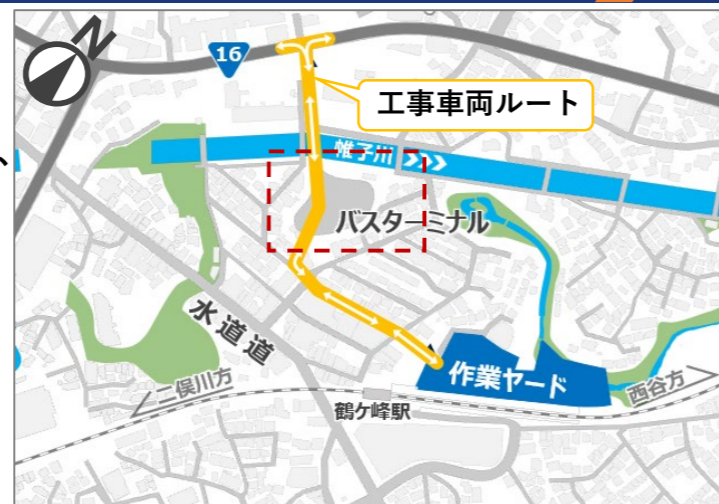 、
N
16
工事車両ルート
帷子川
バスターミナル
水道道
作業ヤード
二俣川方
西谷方
鶴ケ峰駅